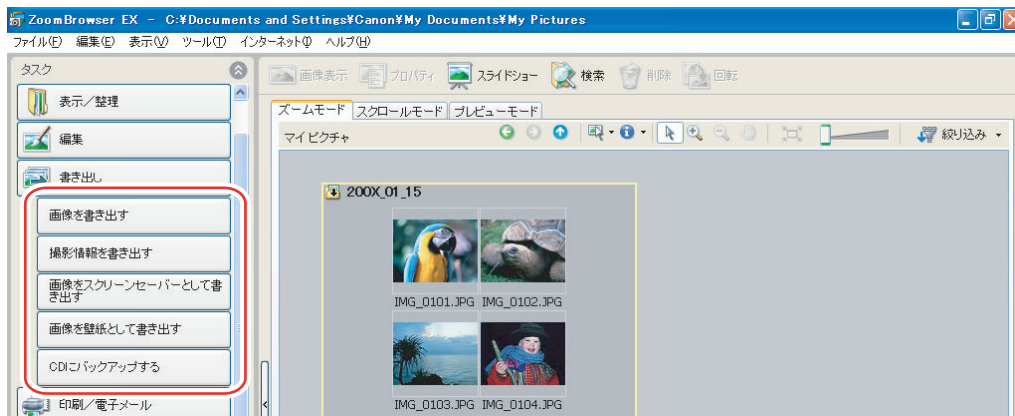 ZoomBrowser EX - C:¥Documents and Settings¥Canon¥My Documents¥My Pictures
ファイル(F) 編集(E) 表示(V) ツール(T) インターネット(I) ヘルプ(H)
タスク
表示／整理
編集
書き出し
画像を書き出す
撮影情報を書き出す
画像をスクリーンセーバーとして書
き出す
画像を壁紙として書き出す
CDにバックアップする
印刷／電子メール
画像表示 プロパティ スライドショー 検索 削除 回転
ズームモード スクロールモード プレビューモード
マイ ピクチャ 絞り込み
200X_01_15
IMG_0101.JPG IMG_0102.JPG
IMG_0103.JPG IMG_0104.JPG